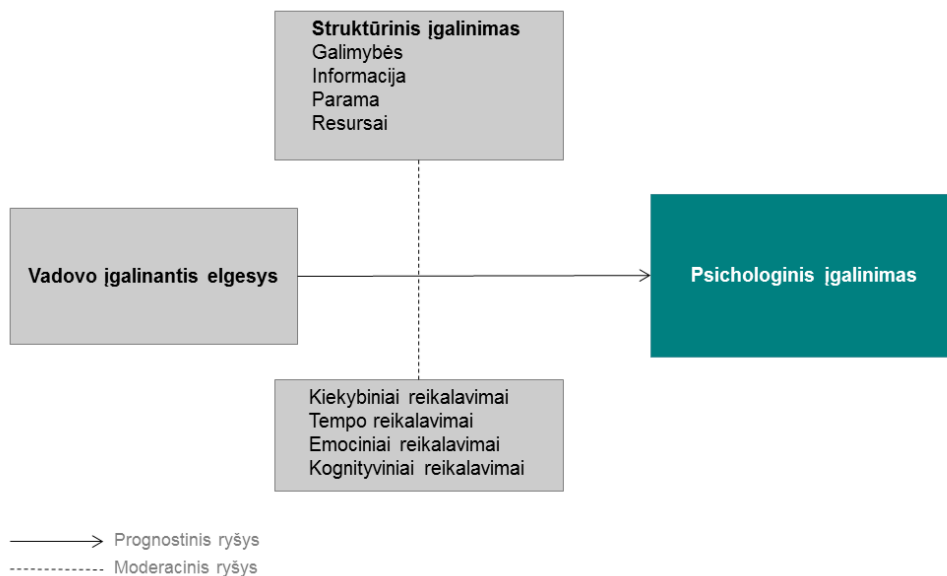 Struktūrinis įgalinimas
Galimybės
Informacija
Parama
Resursai
Vadovo įgalinantis elgesys
Psichologinis įgalinimas
Kiekybiniai reikalavimai
Tempo reikalavimai
Emociniai reikalavimai
Kognityviniai reikalavimai
Prognostinis ryšys
Moderacinis ryšys